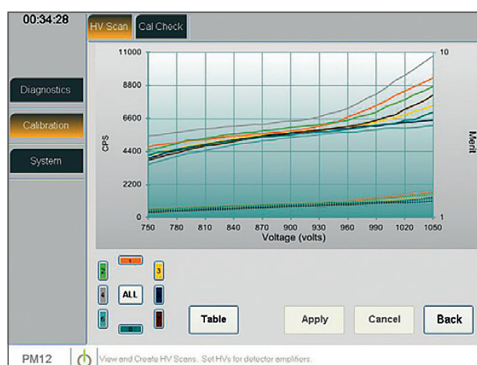 00:34:28
HV Scan
Cal Check
Diagnostics
Calibration
System
11000
8800
6600
4400
2200
0
CPS
10
1
Merit
750 780 810 840 870 900 930 960 990 1020 1050
Voltage (volts)
1
2
3
4
ALL
Table
Apply
Cancel
Back
PM12
View and Create HV Scans. Set HVs for detector amplifiers.